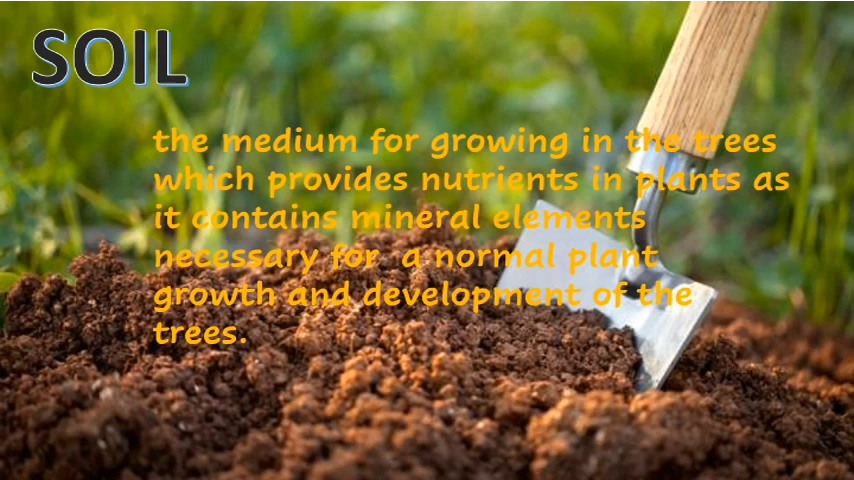 SOIL
the medium for growing in the trees
which provides nutrients in plants as
it contains mineral elements
necessary for  a normal plant
growth and development of the
trees.